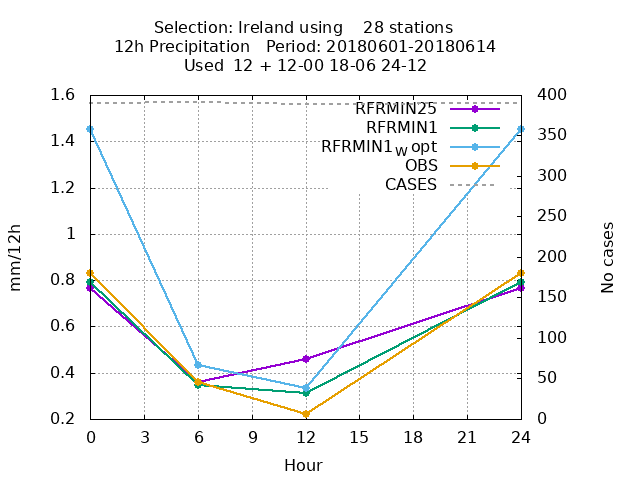 Selection: Ireland using    28 stations
12h Precipitation   Period: 20180601-20180614
Used  12 + 12-00 18-06 24-12
RFRMIN25
RFRMIN1
RFRMIN1w opt
OBS
CASES
1.6
1.4
1.2
1
0.8
0.6
0.4
0.2
400
350
300
250
200
150
100
50
0
0 3 6 9 12 15 18 21 24
mm/12h
No cases
Hour